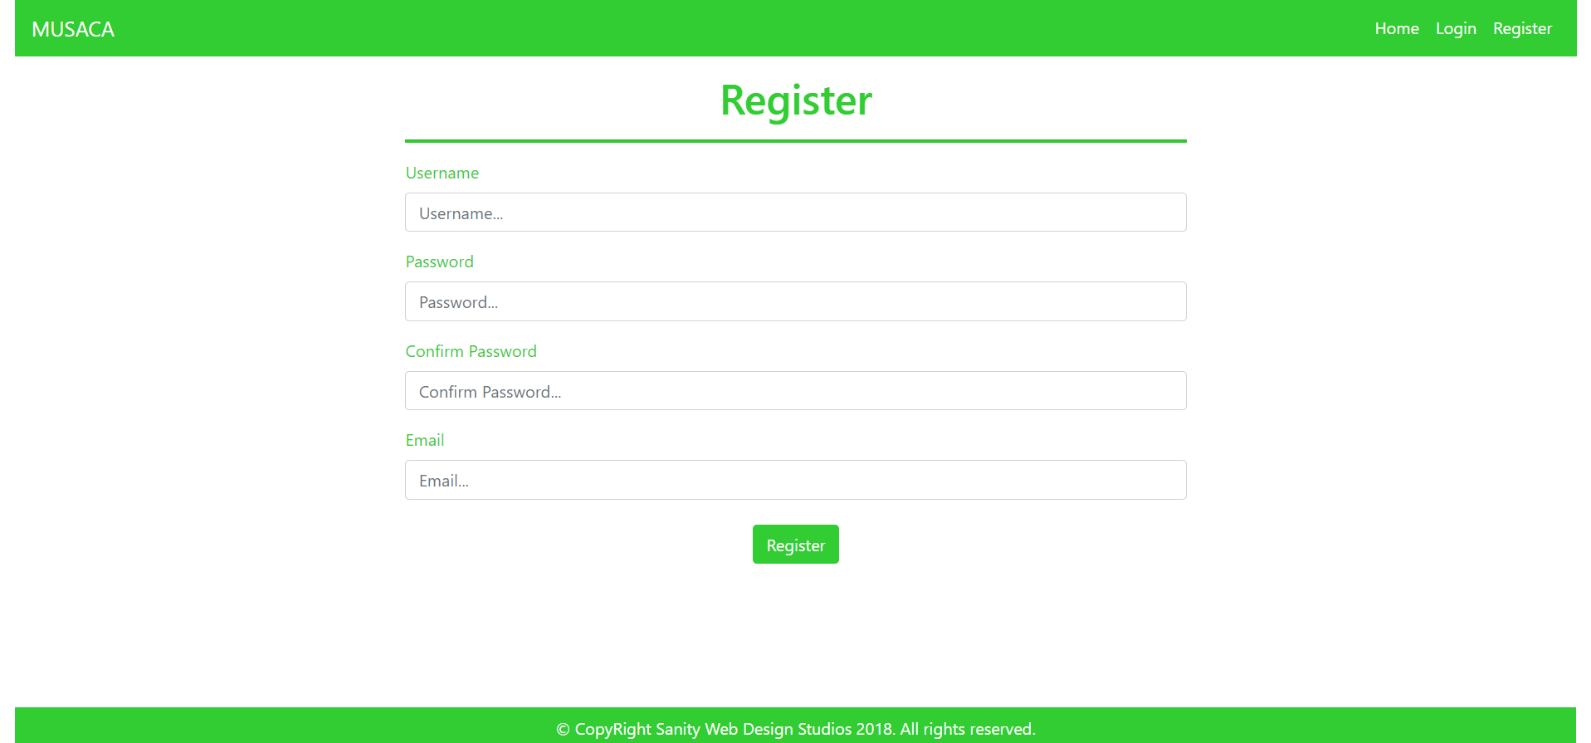 MUSACA Home Login Register
Register
Username
Username...
Password
Password...
Confirm Password
Confirm Password...
Email
Email...
Register
© CopyRight Sanity Web Design Studios 2018. All rights reserved.